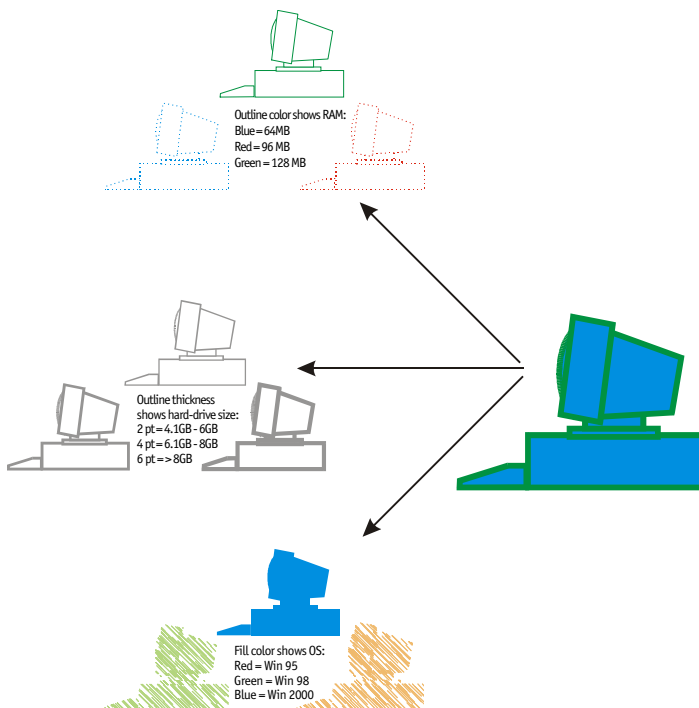 Outline color shows RAM:
Blue = 64MB
Red = 96 MB
Green = 128 MB
Outline thickness
shows hard-drive size:
2 pt = 4.1GB - 6GB
4 pt = 6.1GB - 8GB
6 pt = > 8GB
Fill color shows OS:
Red = Win 95
Green = Win 98
Blue = Win 2000